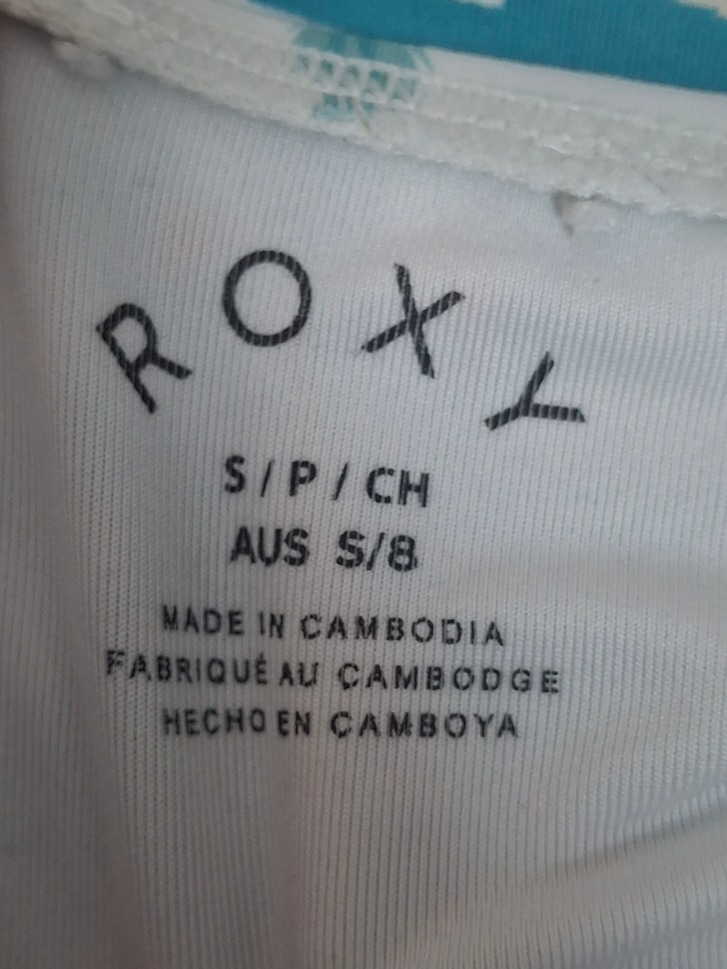 ROXY
S / P / CH
AUS S/8
MADE IN CAMBODIA
FABRIQUÉ AU CAMBODGE
HECHO EN CAMBOYA